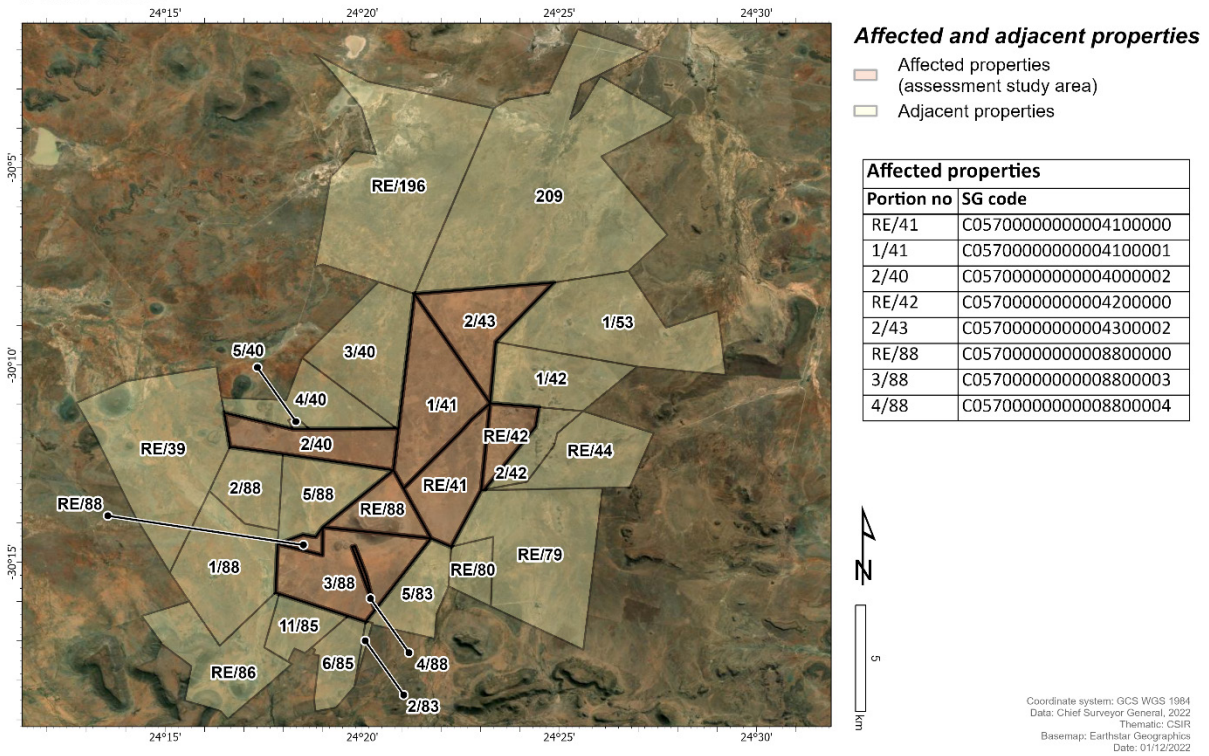 24°15' 24°20' 24°25' 24°30'
-30°5'
-30°10'
-30°15'
RE/196
209
2/43
1/53
3/40
5/40
1/42
4/40
1/41
RE/42
RE/39
2/40
RE/44
2/42
2/88
5/88
RE/41
RE/88
RE/88
RE/79
1/88
RE/80
3/88
5/83
11/85
4/88
6/85
RE/86
2/83
24°15' 24°20' 24°25' 24°30'
Affected and adjacent properties
Affected properties
(assessment study area)
Adjacent properties
Affected properties
Portion no SG code
RE/41 C05700000000004100000
1/41 C05700000000004100001
2/40 C05700000000004000002
RE/42 C05700000000004200000
2/43 C05700000000004300002
RE/88 C05700000000008800000
3/88 C05700000000008800003
4/88 C05700000000008800004
N
5
km
Coordinate system: GCS WGS 1984
Data: Chief Surveyor General, 2022
Thematic: CSIR
Basemap: Earthstar Geographics
Date: 01/12/2022